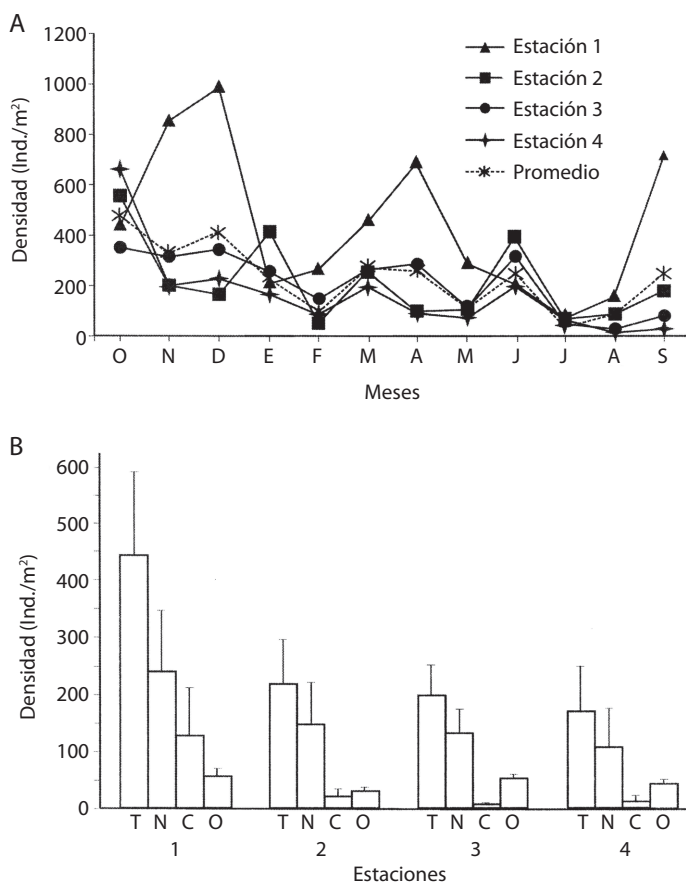 A
1200
1000
800
600
400
200
0
Densidad (Ind./m²)
Estación 1
Estación 2
Estación 3
Estación 4
Promedio
O N D E F M A M J J A S
Meses
B
600
500
400
300
200
100
0
Densidad (Ind./m²)
T N C O T N C O T N C O T N C O
1 2 3 4
Estaciones